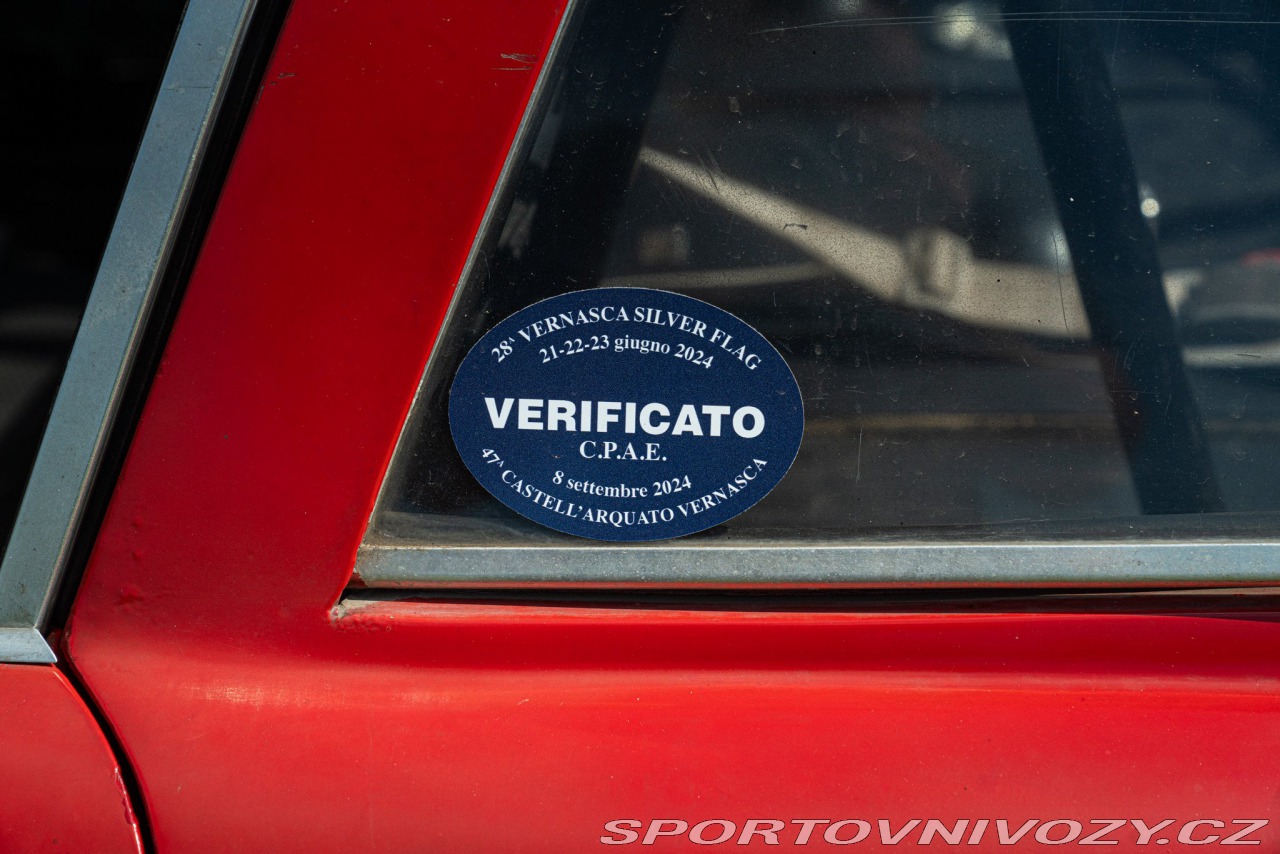 28ᴬ VERNASCA SILVER FLAG
21-22-23 giugno 2024
VERIFICATO
C.P.A.E.
8 settembre 2024
47ᴬ CASTELL'ARQUATO VERNASCA
SPORTOVNIVOZY.CZ